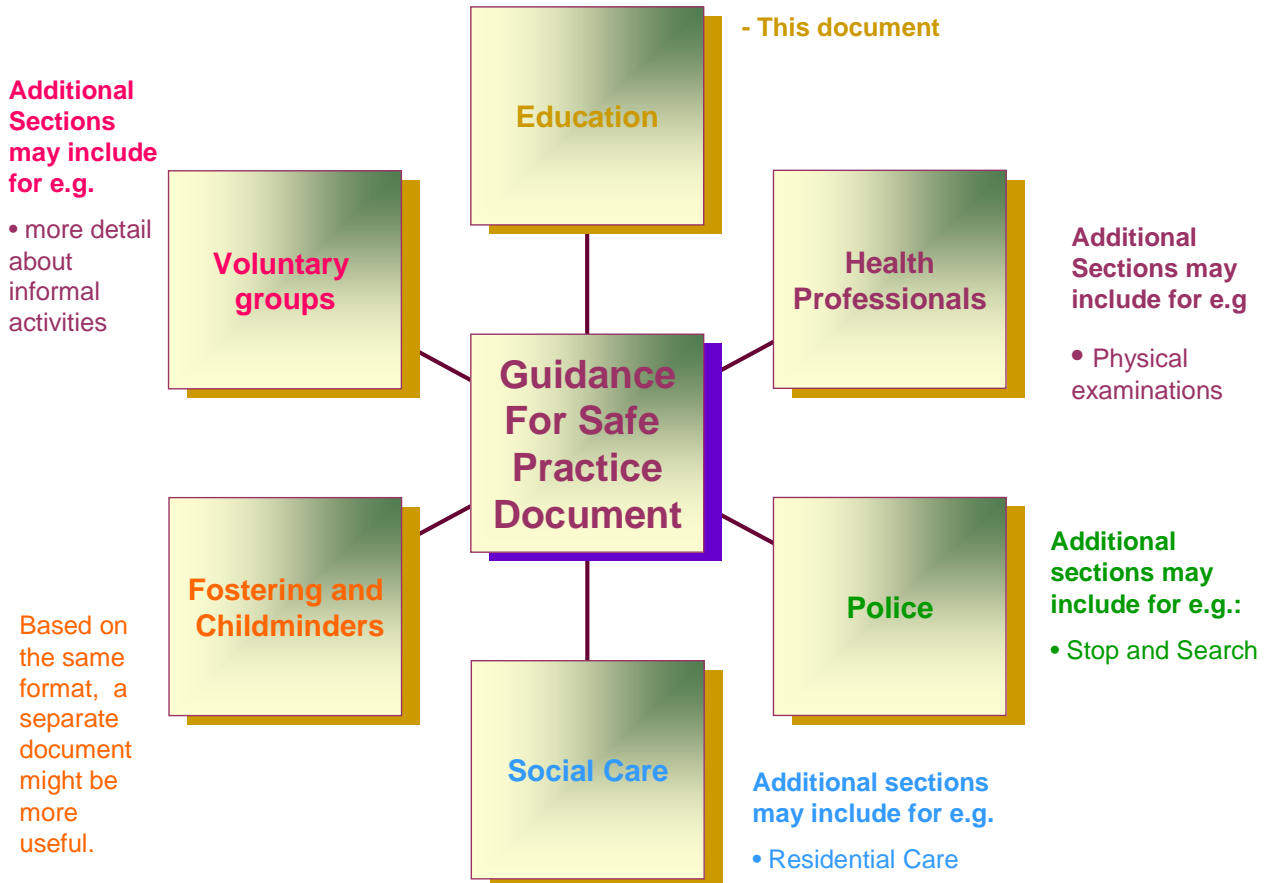 - This document
Education
Additional
Sections
may include
for e.g.
• more detail
about
informal
activities
Voluntary
groups
Health
Professionals
Additional
Sections may
include for e.g
• Physical
examinations
Guidance
For Safe
Practice
Document
Fostering and
Childminders
Based on
the same
format, a
separate
document
might be
more
useful.
Police
Additional
sections may
include for e.g.:
• Stop and Search
Social Care
Additional sections
may include for e.g.
• Residential Care